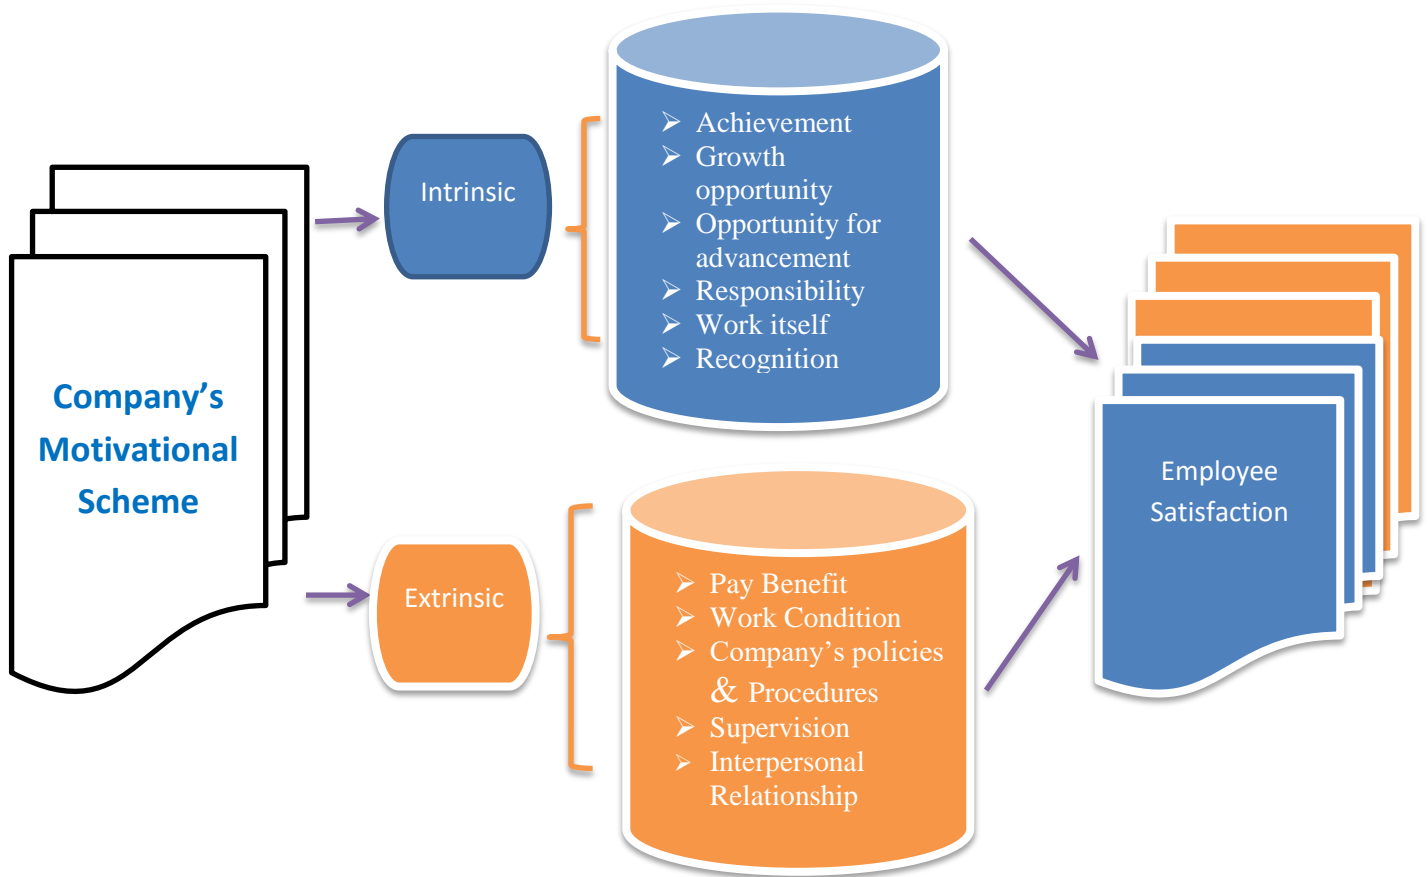 Company’s
Motivational
Scheme
Intrinsic
➢ Achievement
➢ Growth
opportunity
➢ Opportunity for
advancement
➢ Responsibility
➢ Work itself
➢ Recognition
Extrinsic
➢ Pay Benefit
➢ Work Condition
➢ Company’s policies
& Procedures
➢ Supervision
➢ Interpersonal
Relationship
Employee
Satisfaction